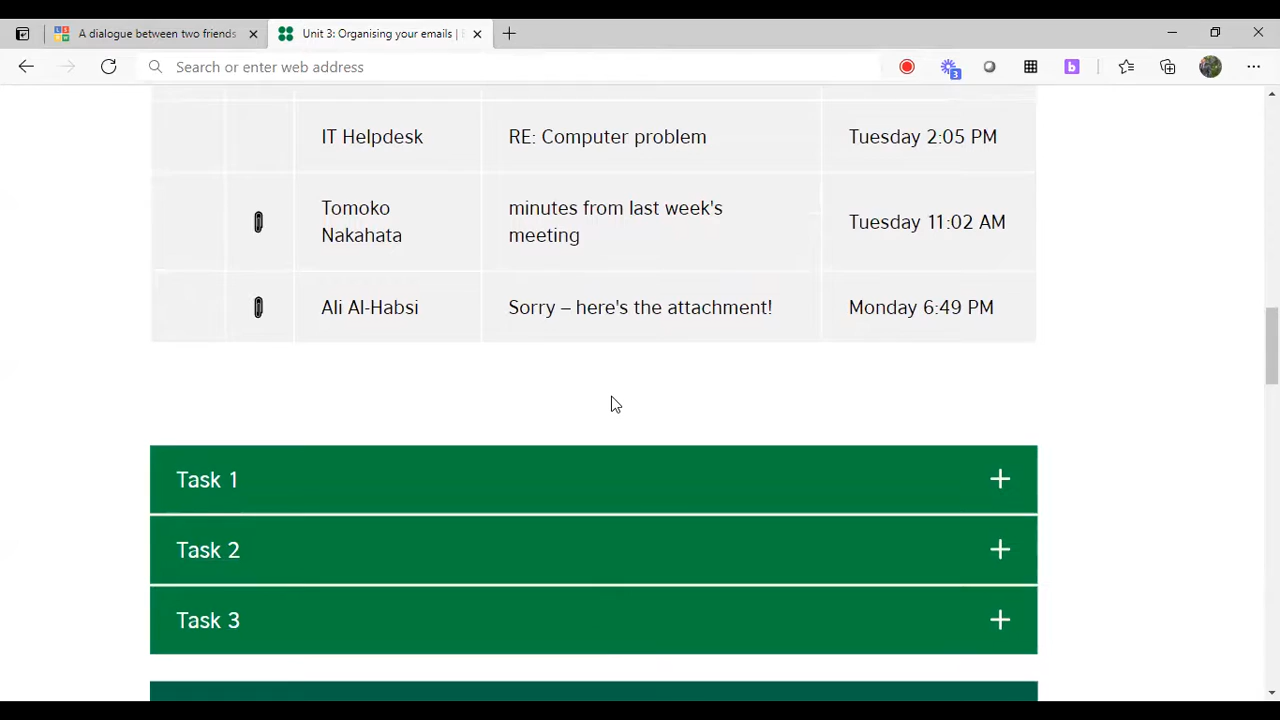 A dialogue between two friends
Unit 3: Organising your emails |
Search or enter web address
3
b
IT Helpdesk RE: Computer problem Tuesday 2:05 PM
Tomoko Nakahata minutes from last week's meeting Tuesday 11:02 AM
Ali Al-Habsi Sorry – here's the attachment! Monday 6:49 PM
Task 1
Task 2
Task 3